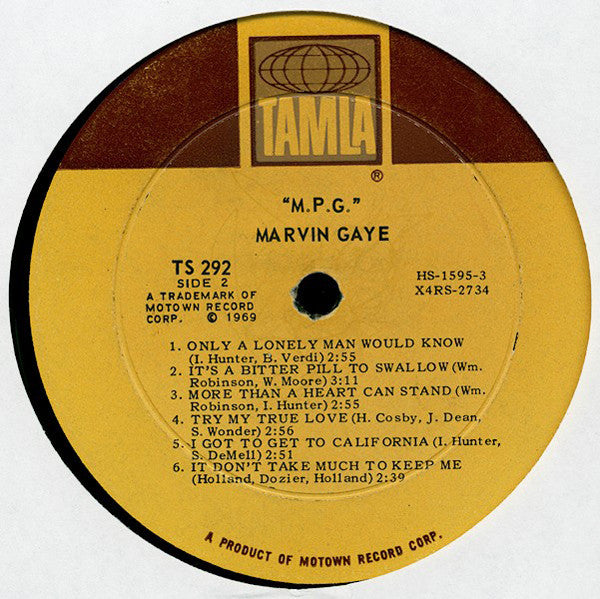 TAMLA
®
"M.P.G."
MARVIN GAYE
TS 292
SIDE 2
A TRADEMARK OF
MOTOWN RECORD
CORP. © 1969
HS-1595-3
X4RS-2734
1. ONLY A LONELY MAN WOULD KNOW
(I. Hunter, B. Verdi) 2:55
2. IT'S A BITTER PILL TO SWALLOW (Wm.
Robinson, W. Moore) 3:11
3. MORE THAN A HEART CAN STAND (Wm.
Robinson, I. Hunter) 2:55
4. TRY MY TRUE LOVE (H. Cosby, J. Dean,
S. Wonder) 2:56
5. I GOT TO GET TO CALIFORNIA (I. Hunter,
S. DeMell) 2:51
6. IT DON'T TAKE MUCH TO KEEP ME
(Holland, Dozier, Holland) 2:39
A PRODUCT OF MOTOWN RECORD CORP.